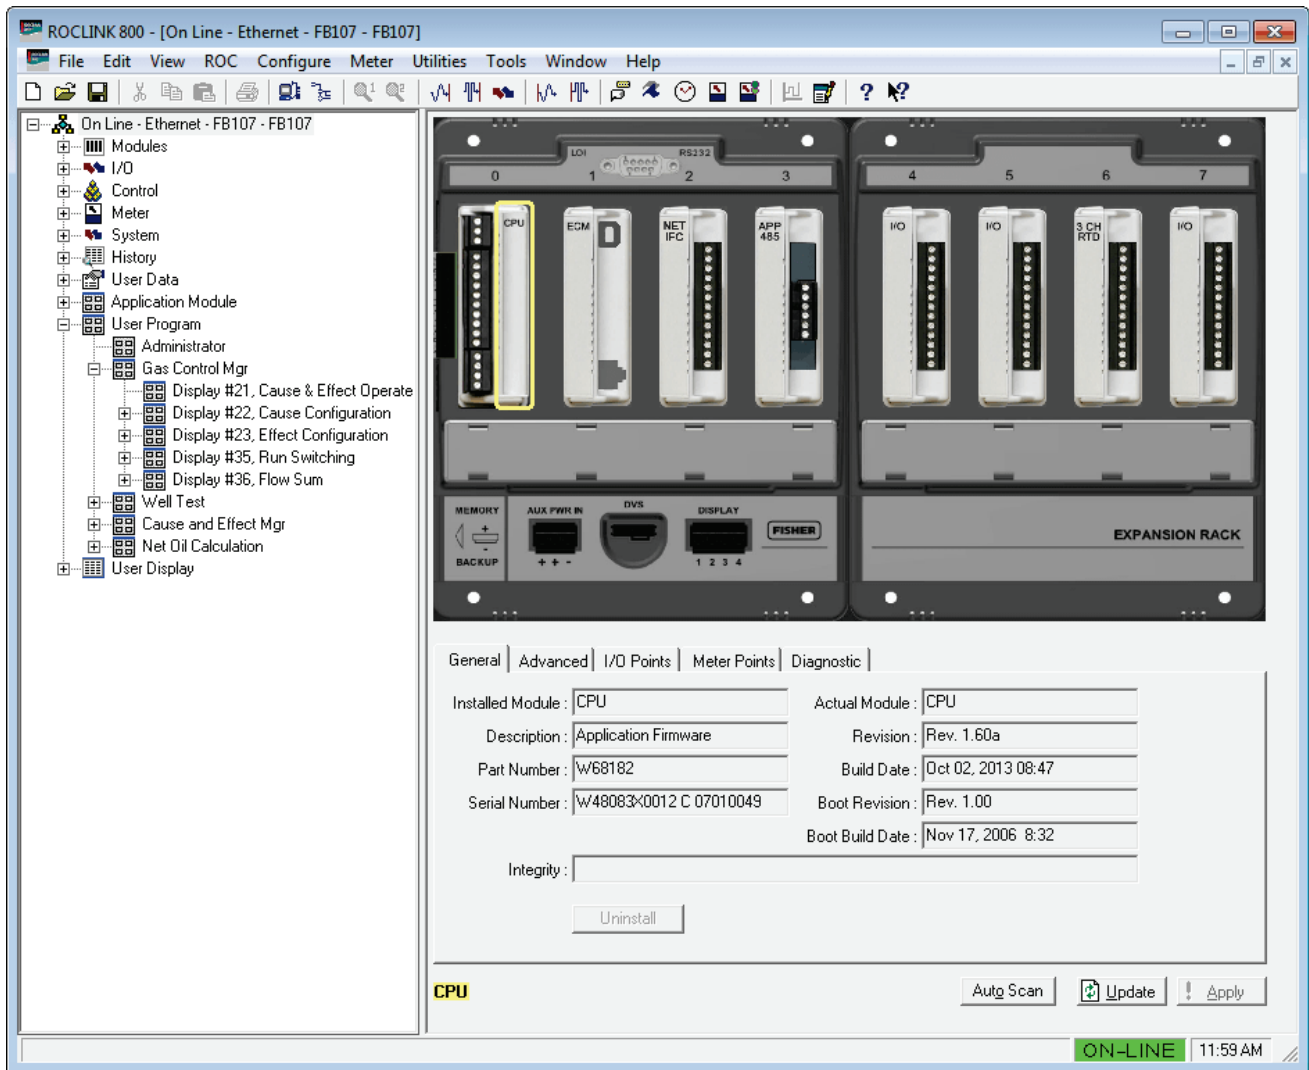 ROCLINK 800 - [On Line - Ethernet - FB107 - FB107]
File Edit View ROC Configure Meter Utilities Tools Window Help
On Line - Ethernet - FB107 - FB107
Modules
I/O
Control
Meter
System
History
User Data
Application Module
User Program
Administrator
Gas Control Mgr
Display #21, Cause & Effect Operate
Display #22, Cause Configuration
Display #23, Effect Configuration
Display #35, Run Switching
Display #36, Flow Sum
Well Test
Cause and Effect Mgr
Net Oil Calculation
User Display
LOI RS232
0 1 2 3 4 5 6 7
CPU
ECM
NET
IFC
APP
485
I/O
I/O
3 CH
RTD
I/O
MEMORY
BACKUP
AUX PWR IN
+ + -
DVS
DISPLAY
1 2 3 4
FISHER
EXPANSION RACK
General Advanced I/O Points Meter Points Diagnostic
Installed Module : CPU Actual Module : CPU
Description : Application Firmware Revision : Rev. 1.60a
Part Number : W68182 Build Date : Oct 02, 2013 08:47
Serial Number : W48083X0012 C 07010049 Boot Revision : Rev. 1.00
Boot Build Date : Nov 17, 2006 8:32
Integrity :
Uninstall
CPU Auto Scan Update Apply
ON-LINE 11:59 AM